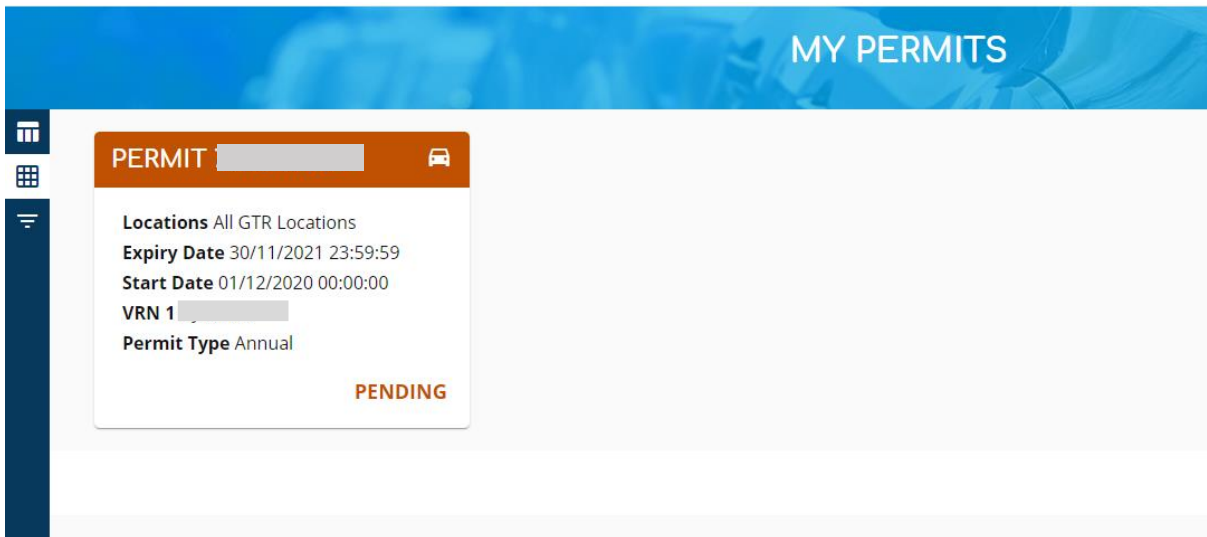 MY PERMITS
PERMIT
Locations All GTR Locations
Expiry Date 30/11/2021 23:59:59
Start Date 01/12/2020 00:00:00
VRN 1
Permit Type Annual
PENDING